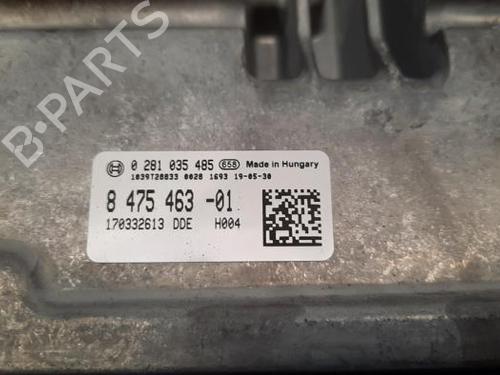 B-PARTS
0 281 035 485 658 Made in Hungary
1039T28833 0028 1693 19-05-30
8 475 463 -01
170332613 DDE H004